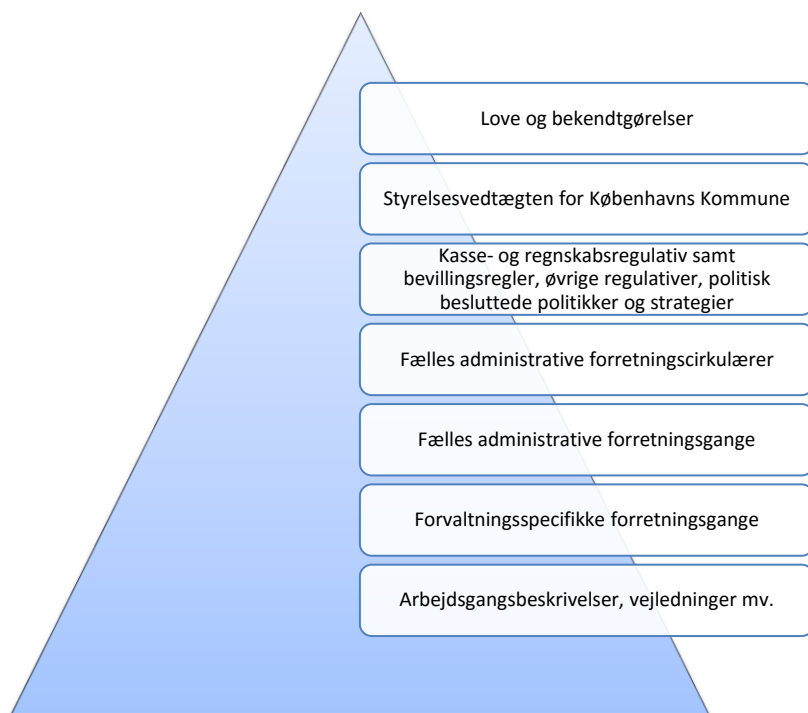 Love og bekendtgørelser
Styrelsesvedtægten for Københavns Kommune
Kasse- og regnskabsregulativ samt
bevillingsregler, øvrige regulativer, politisk
besluttede politikker og strategier
Fælles administrative forretningscirkulærer
Fælles administrative forretningsgange
Forvaltningsspecifikke forretningsgange
Arbejdsgangsbeskrivelser, vejledninger mv.